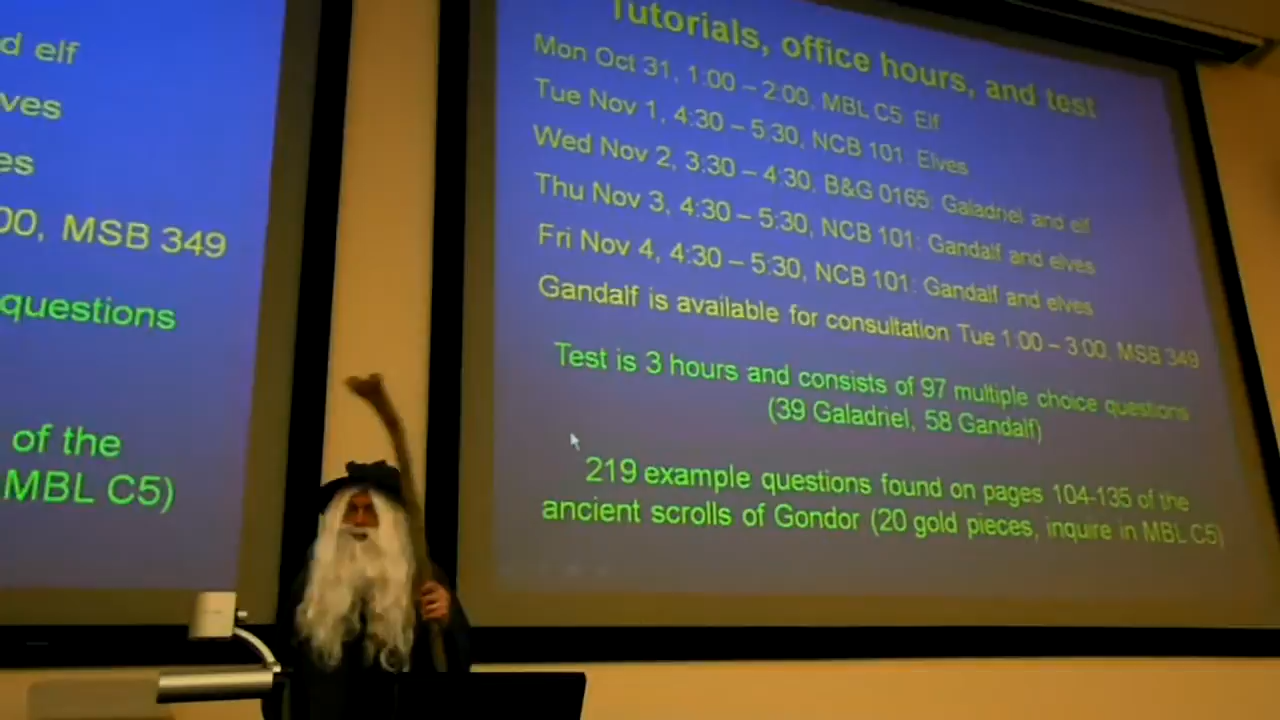 d elf
ves
es
00, MSB 349
questions
of the
MBL C5)
Tutorials, office hours, and test
Mon Oct 31, 1:00 – 2:00, MBL C5: Elf
Tue Nov 1, 4:30 – 5:30, NCB 101: Elves
Wed Nov 2, 3:30 – 4:30, B&G 0165: Galadriel and elf
Thu Nov 3, 4:30 – 5:30, NCB 101: Gandalf and elves
Fri Nov 4, 4:30 – 5:30, NCB 101: Gandalf and elves
Gandalf is available for consultation Tue 1:00 – 3:00, MSB 349
Test is 3 hours and consists of 97 multiple choice questions
(39 Galadriel, 58 Gandalf)
219 example questions found on pages 104-135 of the
ancient scrolls of Gondor (20 gold pieces, inquire in MBL C5)